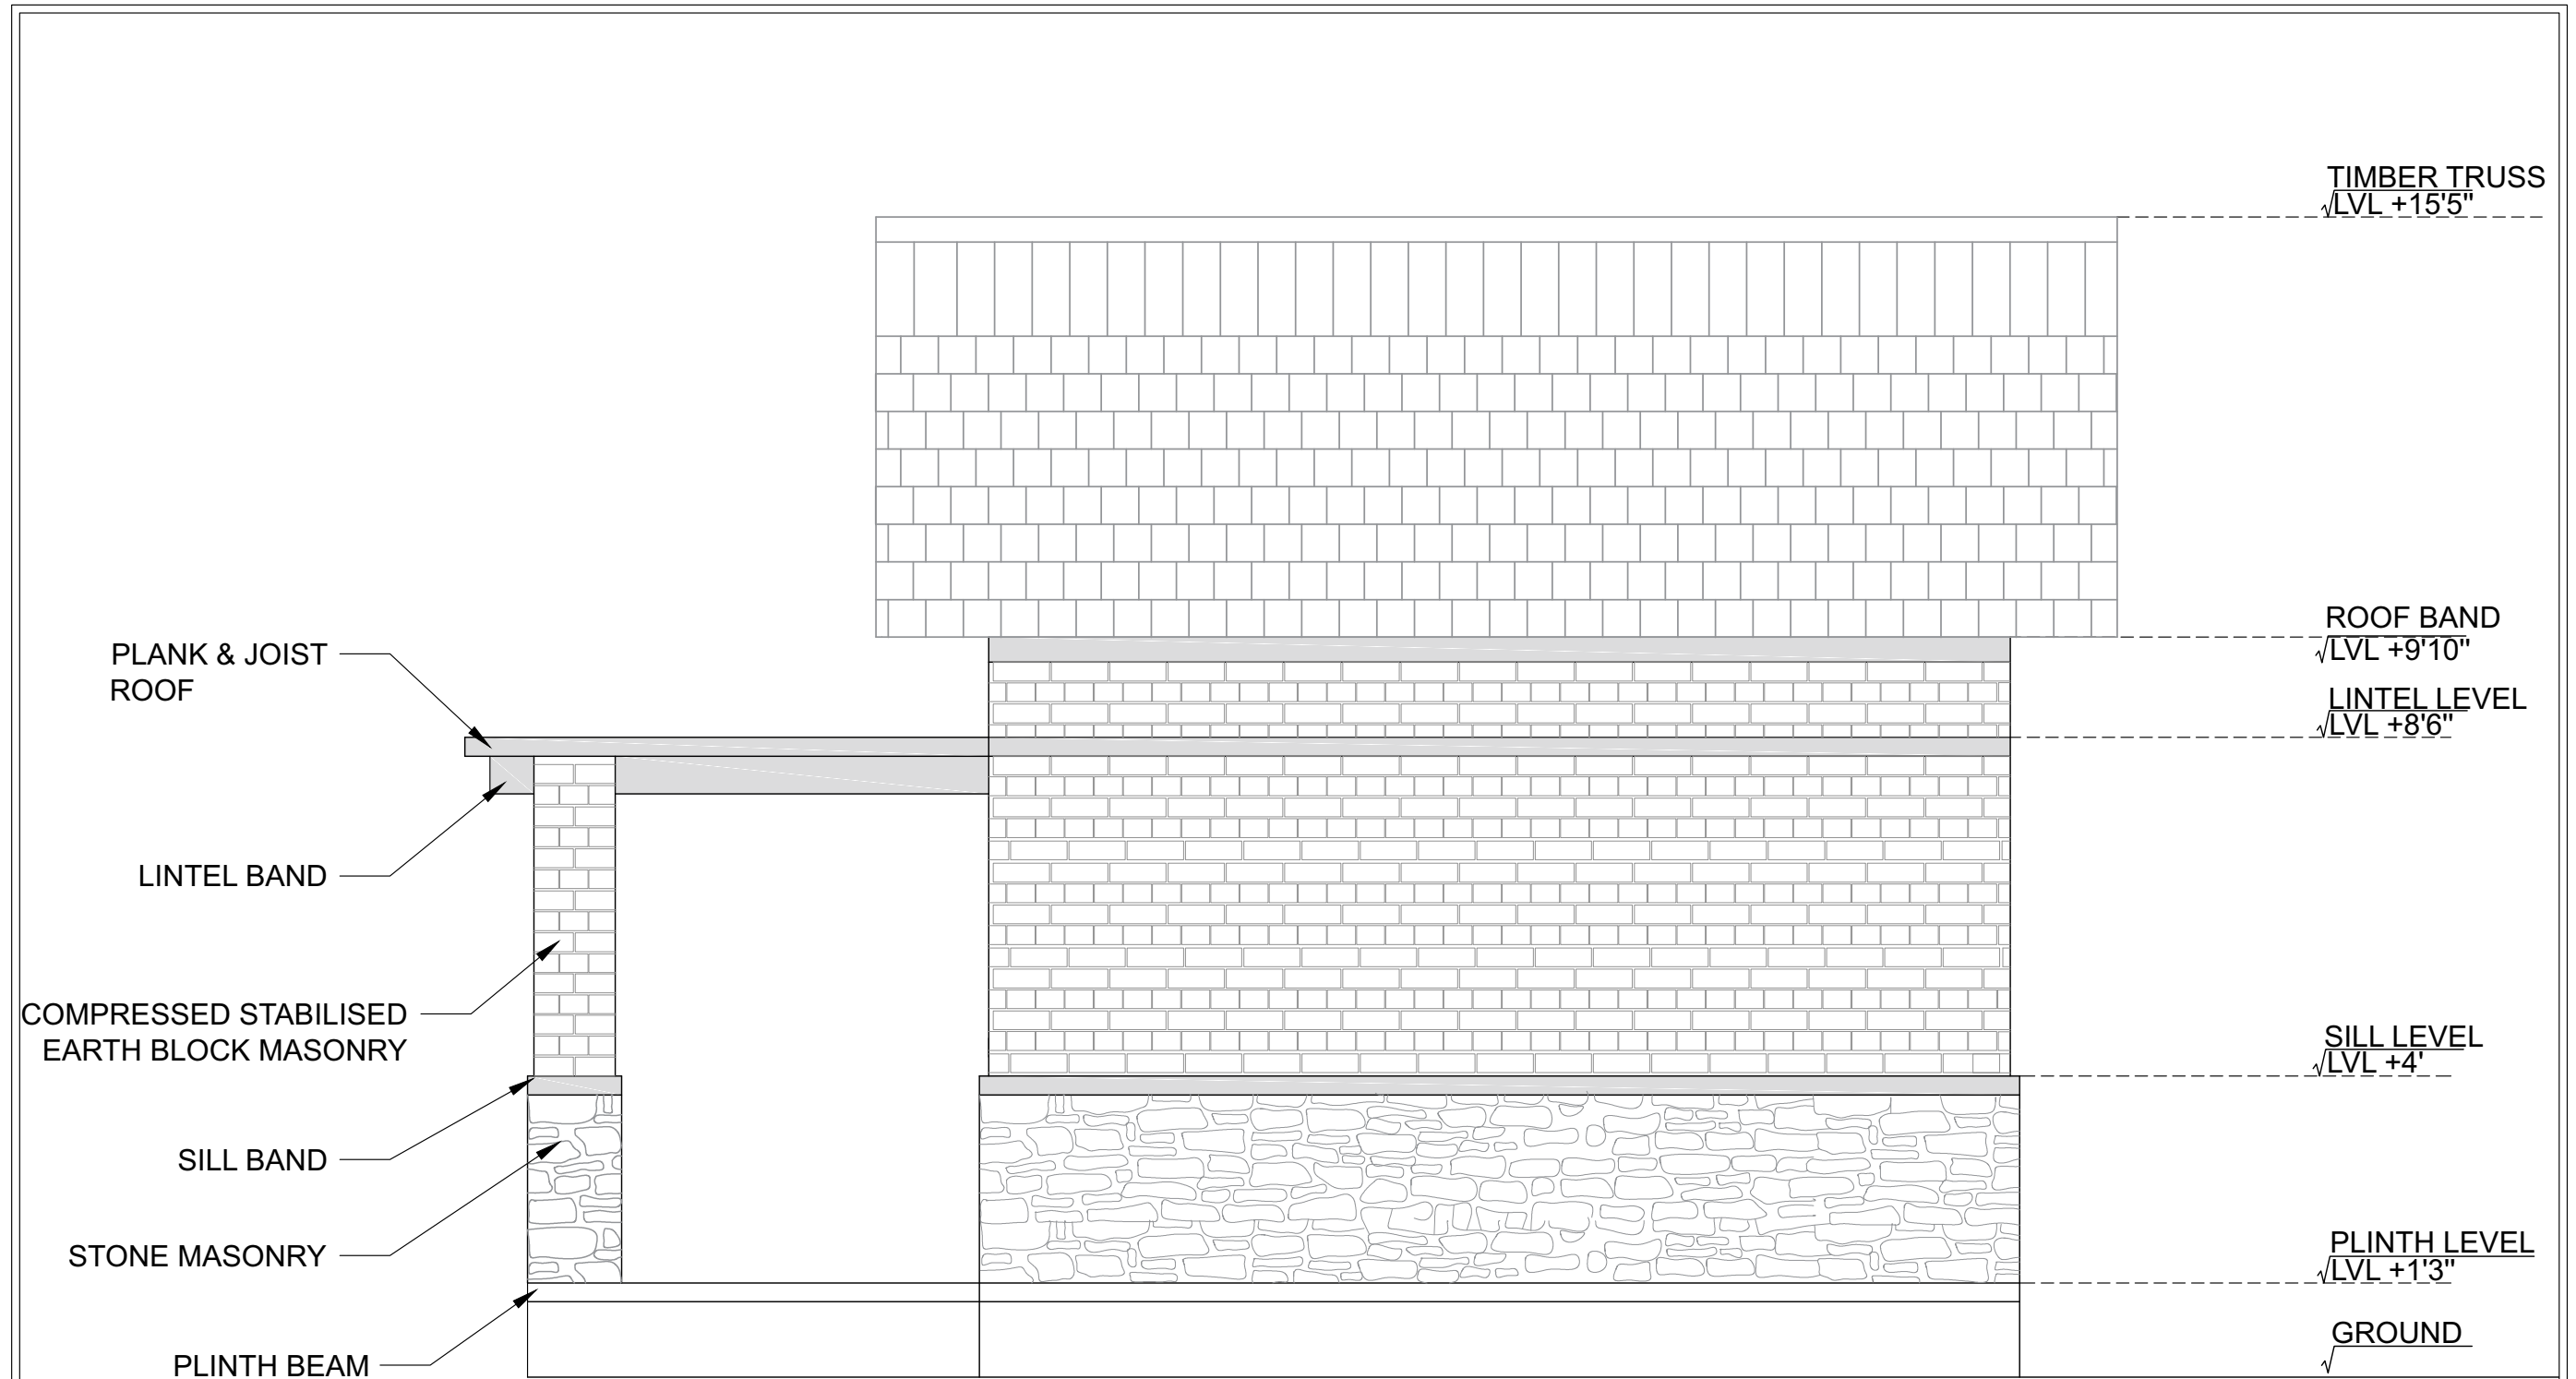 TIMBER TRUSS
LVL +15'5"
ROOF BAND
LVL +9'10"
LINTEL LEVEL
LVL +8'6"
SILL LEVEL
LVL +4'
PLINTH LEVEL
LVL +1'3"
GROUND
PLANK & JOIST
ROOF
LINTEL BAND
COMPRESSED STABILISED
EARTH BLOCK MASONRY
SILL BAND
STONE MASONRY
PLINTH BEAM